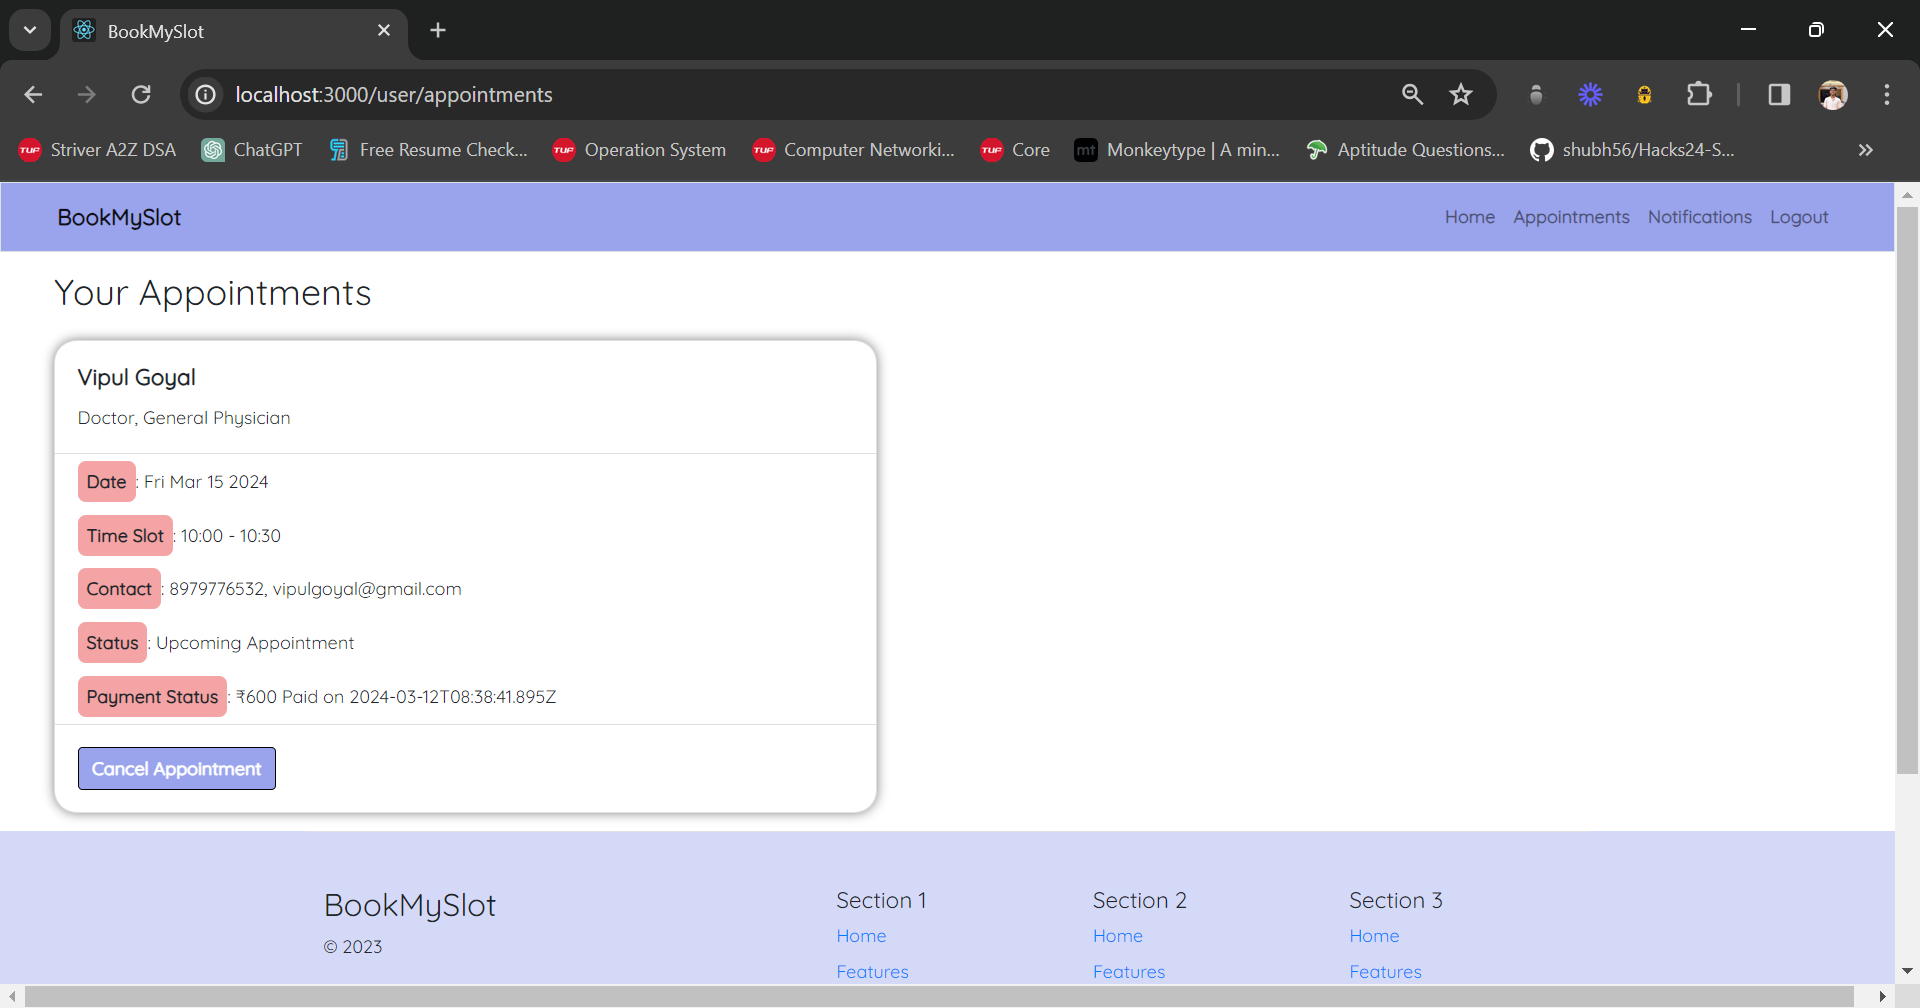 BookMySlot
localhost:3000/user/appointments
Striver A2Z DSA ChatGPT Free Resume Check... Operation System Computer Networki... Core Monkeytype | A min... Aptitude Questions... shubh56/Hacks24-S...
BookMySlot Home Appointments Notifications Logout
Your Appointments
Vipul Goyal
Doctor, General Physician
Date : Fri Mar 15 2024
Time Slot : 10:00 - 10:30
Contact : 8979776532, vipulgoyal@gmail.com
Status : Upcoming Appointment
Payment Status : ₹600 Paid on 2024-03-12T08:38:41.895Z
Cancel Appointment
BookMySlot Section 1 Section 2 Section 3
© 2023 Home Home Home
Features Features Features